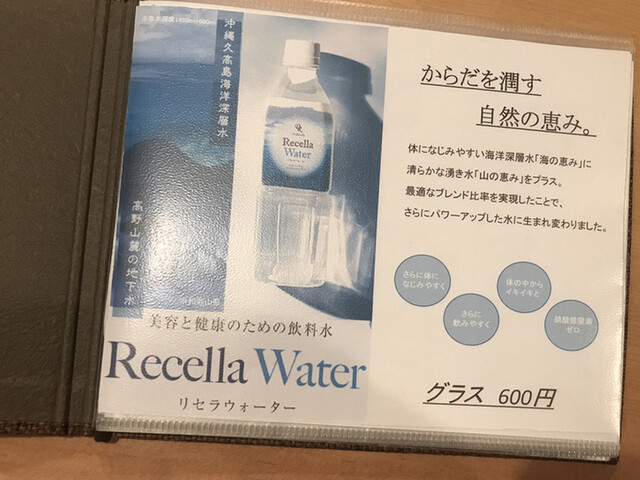 沖縄久高島海洋深層水
高野山麓の地下水
Recella
Water
美容と健康のための飲料水
Recella Water
リセラウォーター
からだを潤す
自然の恵み。
体になじみやすい海洋深層水「海の恵み」に
清らかな湧き水「山の恵み」をプラス。
最適なブレンド比率を実現したことで、
さらにパワーアップした水に生まれ変わりました。
さらに体に
なじみやすく
さらに
飲みやすく
体の中から
イキイキと
硝酸態窒素
ゼロ
グラス 600円